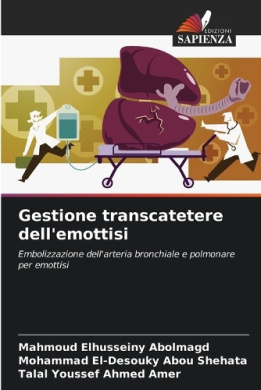 EDIZIONI
SAPIENZA
Gestione transcatetere
dell'emottisi
Embolizzazione dell'arteria bronchiale e polmonare
per emottisi
Mahmoud Elhusseiny Abolmagd
Mohammad El-Desouky Abou Shehata
Talal Youssef Ahmed Amer